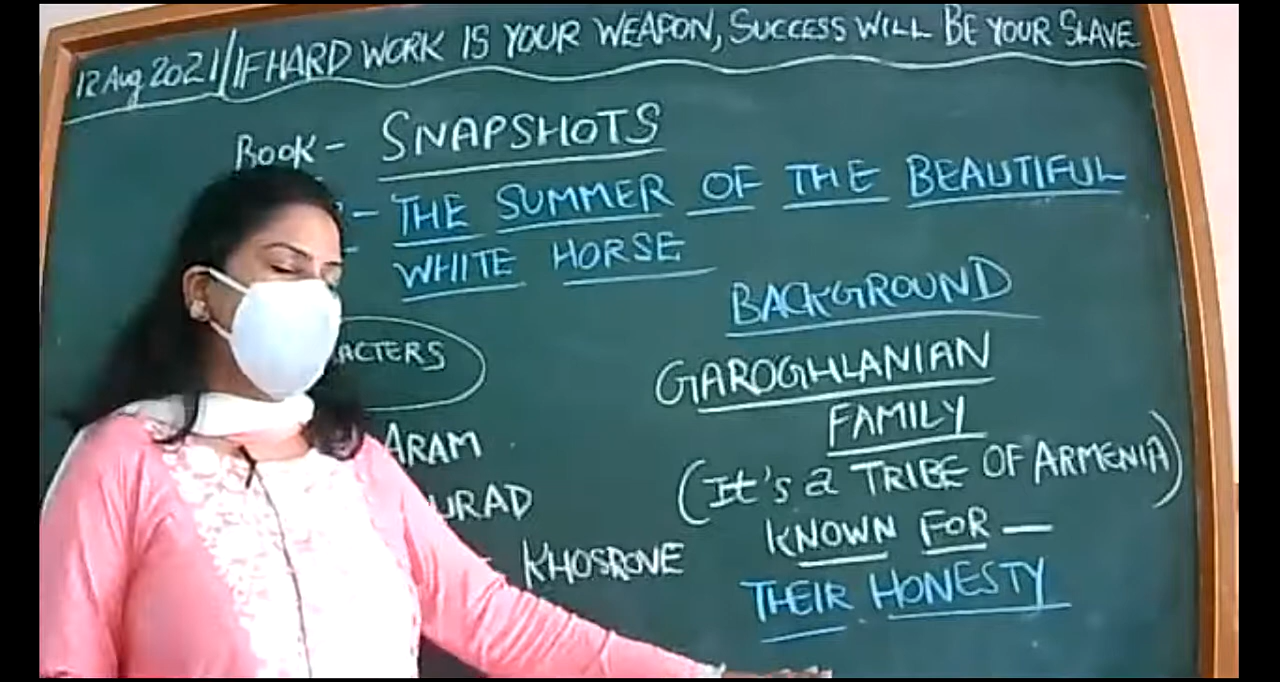 12 Aug 2021 // IF HARD WORK IS YOUR WEAPON, SUCCESS WILL BE YOUR SLAVE
Book - SNAPSHOTS
- THE SUMMER OF THE BEAUTIFUL
WHITE HORSE
BACKGROUND
ACTERS
GAROGHLANIAN
FAMILY
ARAM
(It's a TRIBE OF ARMENIA)
URAD
KNOWN FOR —
KHOSROVE
THEIR HONESTY